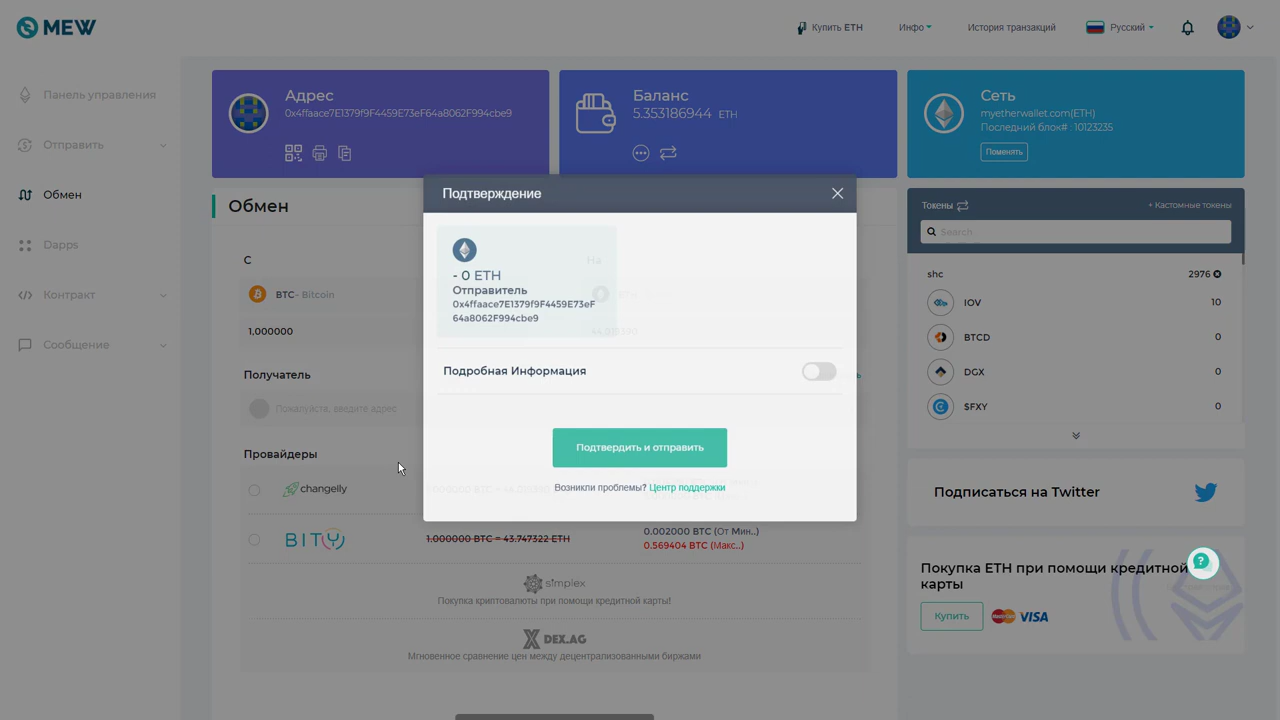 MEW
Купить ETH
Инфо
История транзакций
Русский
Панель управления
Отправить
Обмен
Dapps
Контракт
Сообщение
Адрес
0x4ffaace7E1379f9F4459E73eF64a8062F994cbe9
Баланс
5.353186944 ETH
Сеть
myetherwallet.com(ETH)
Последний блок# : 10123235
Поменять
Обмен
С
На
BTC- Bitcoin
1.000000
Получатель
Пожалуйста, введите адрес
Провайдеры
changelly
BITY
1.000000 BTC = 43.747322 ETH
0.002000 BTC (От Мин..)
0.569404 BTC (Макс..)
simplex
Покупка криптовалюты при помощи кредитной карты!
DEX.AG
Мгновенное сравнение цен между децентрализованными биржами
Подтверждение
- 0 ETH
Отправитель
0x4ffaace7E1379f9F4459E73eF
64a8062F994cbe9
Подробная Информация
Подтвердить и отправить
Возникли проблемы? Центр поддержки
Токены
+ Кастомные токены
Search
shc 2976
IOV 10
BTCD 0
DGX 0
SFXY 0
Подписаться на Twitter
Покупка ETH при помощи кредитной
карты
Купить
MasterCard VISA
?